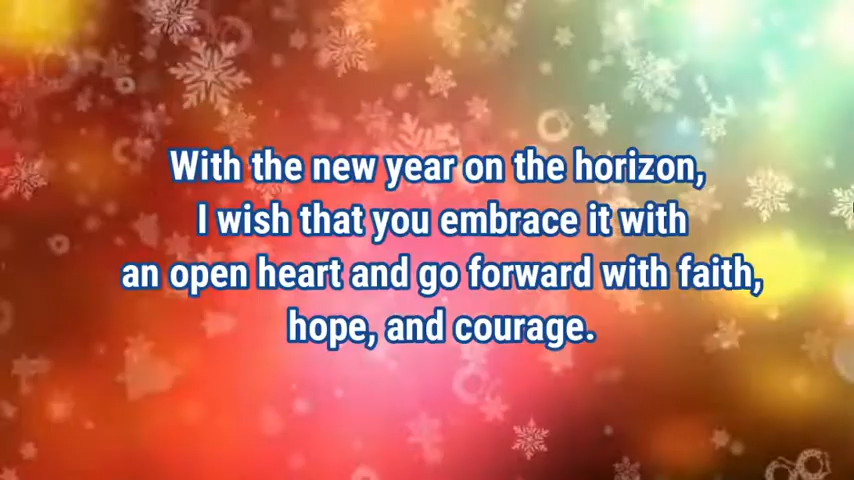 With the new year on the horizon,
I wish that you embrace it with
an open heart and go forward with faith,
hope, and courage.